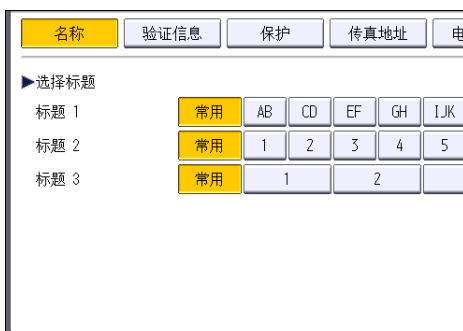 名称 验证信息 保护 传真地址 电
▶选择标题
标题 1 常用 AB CD EF GH IJK
标题 2 常用 1 2 3 4 5
标题 3 常用 1 2